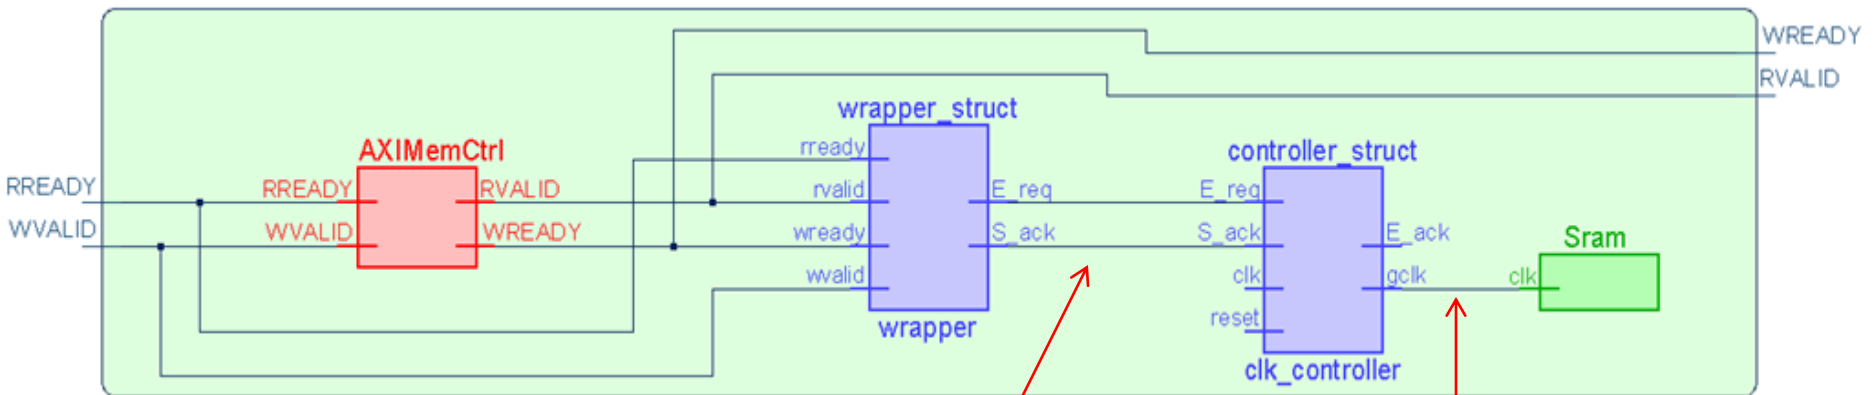 WREADY
RVALID
wrapper_struct
AXIMemCtrl
rready
controller_struct
RREADY
RREADY
RVALID
rvalid
E_req
E_req
WVALID
WVALID
WREADY
wready
S_ack
S_ack
E_ack
Sram
wvalid
clk
gclk
clk
reset
wrapper
clk_controller